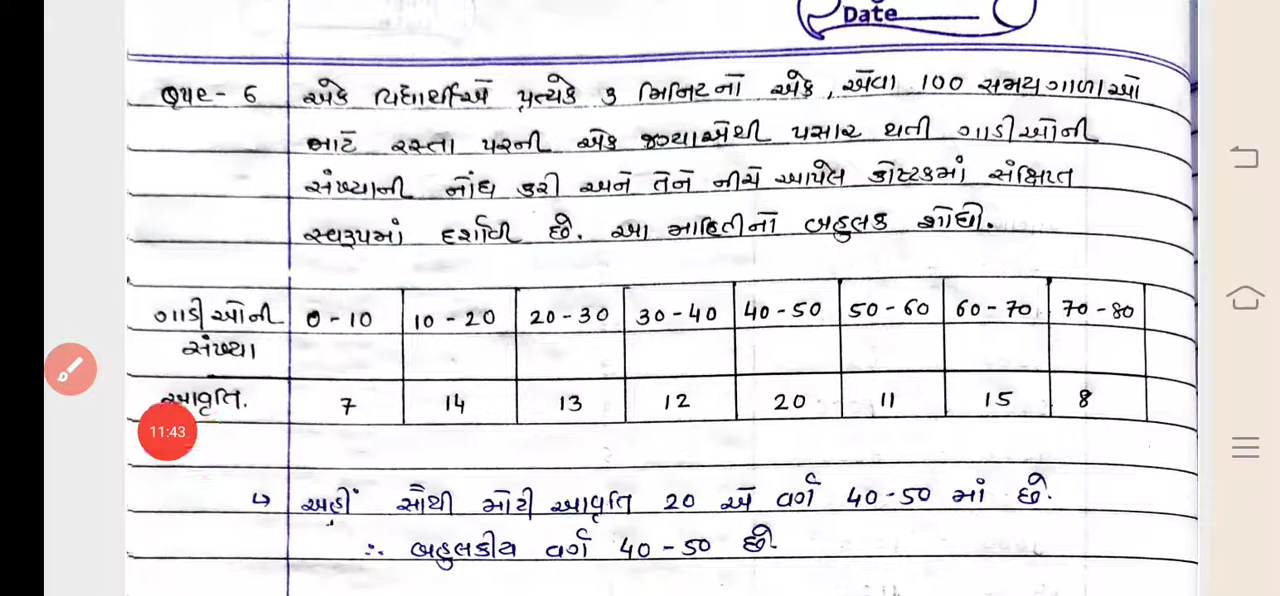 Date
Que - 6 એક વિદ્યાર્થીએ પ્રત્યેક ૩ મિનિટનો એક, એવા 100 સમયગાળાઓ
માટે રસ્તા પરની એક જગ્યાએથી પસાર થતી ગાડીઓની
સંખ્યાની નોંધ કરી અને તેને નીચે આપેલ કોષ્ટકમાં સંક્ષિપ્ત
સ્વરૂપમાં દર્શાવી છે. આ માહિતીનો બહુલક શોધો.
ગાડીઓની 0-10 10-20 20-30 30-40 40-50 50-60 60-70 70-80
સંખ્યા
આવૃતિ. 7 14 13 12 20 11 15 8
11:43
↳ અહીં સૌથી મોટી આવૃતિ 20 એ વર્ગ 40-50 માં છે.
∴ બહુલકીય વર્ગ 40-50 છે.